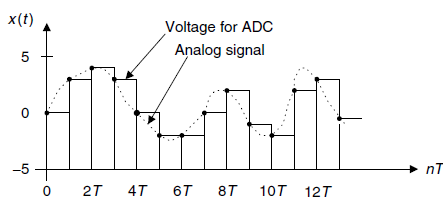 x(t)
Voltage for ADC
Analog signal
5
0
−5
nT
0 2T 4T 6T 8T 10T 12T